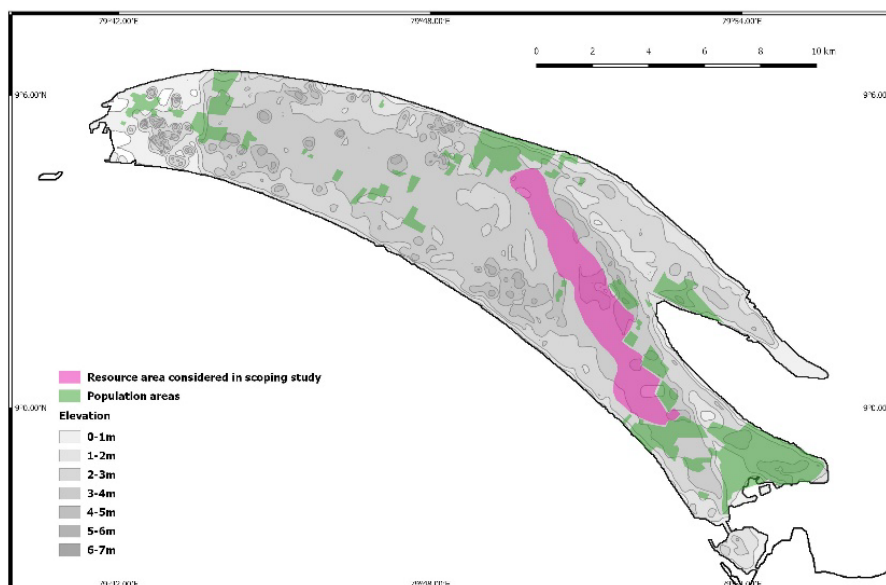 79°42.00'E 79°48.00'E 79°54.00'E
0 2 4 6 8 10 km
9°6.00'N 9°6.00'N
Resource area considered in scoping study
Population areas
9°0.00'N 9°0.00'N
Elevation
0-1m
1-2m
2-3m
3-4m
4-5m
5-6m
6-7m